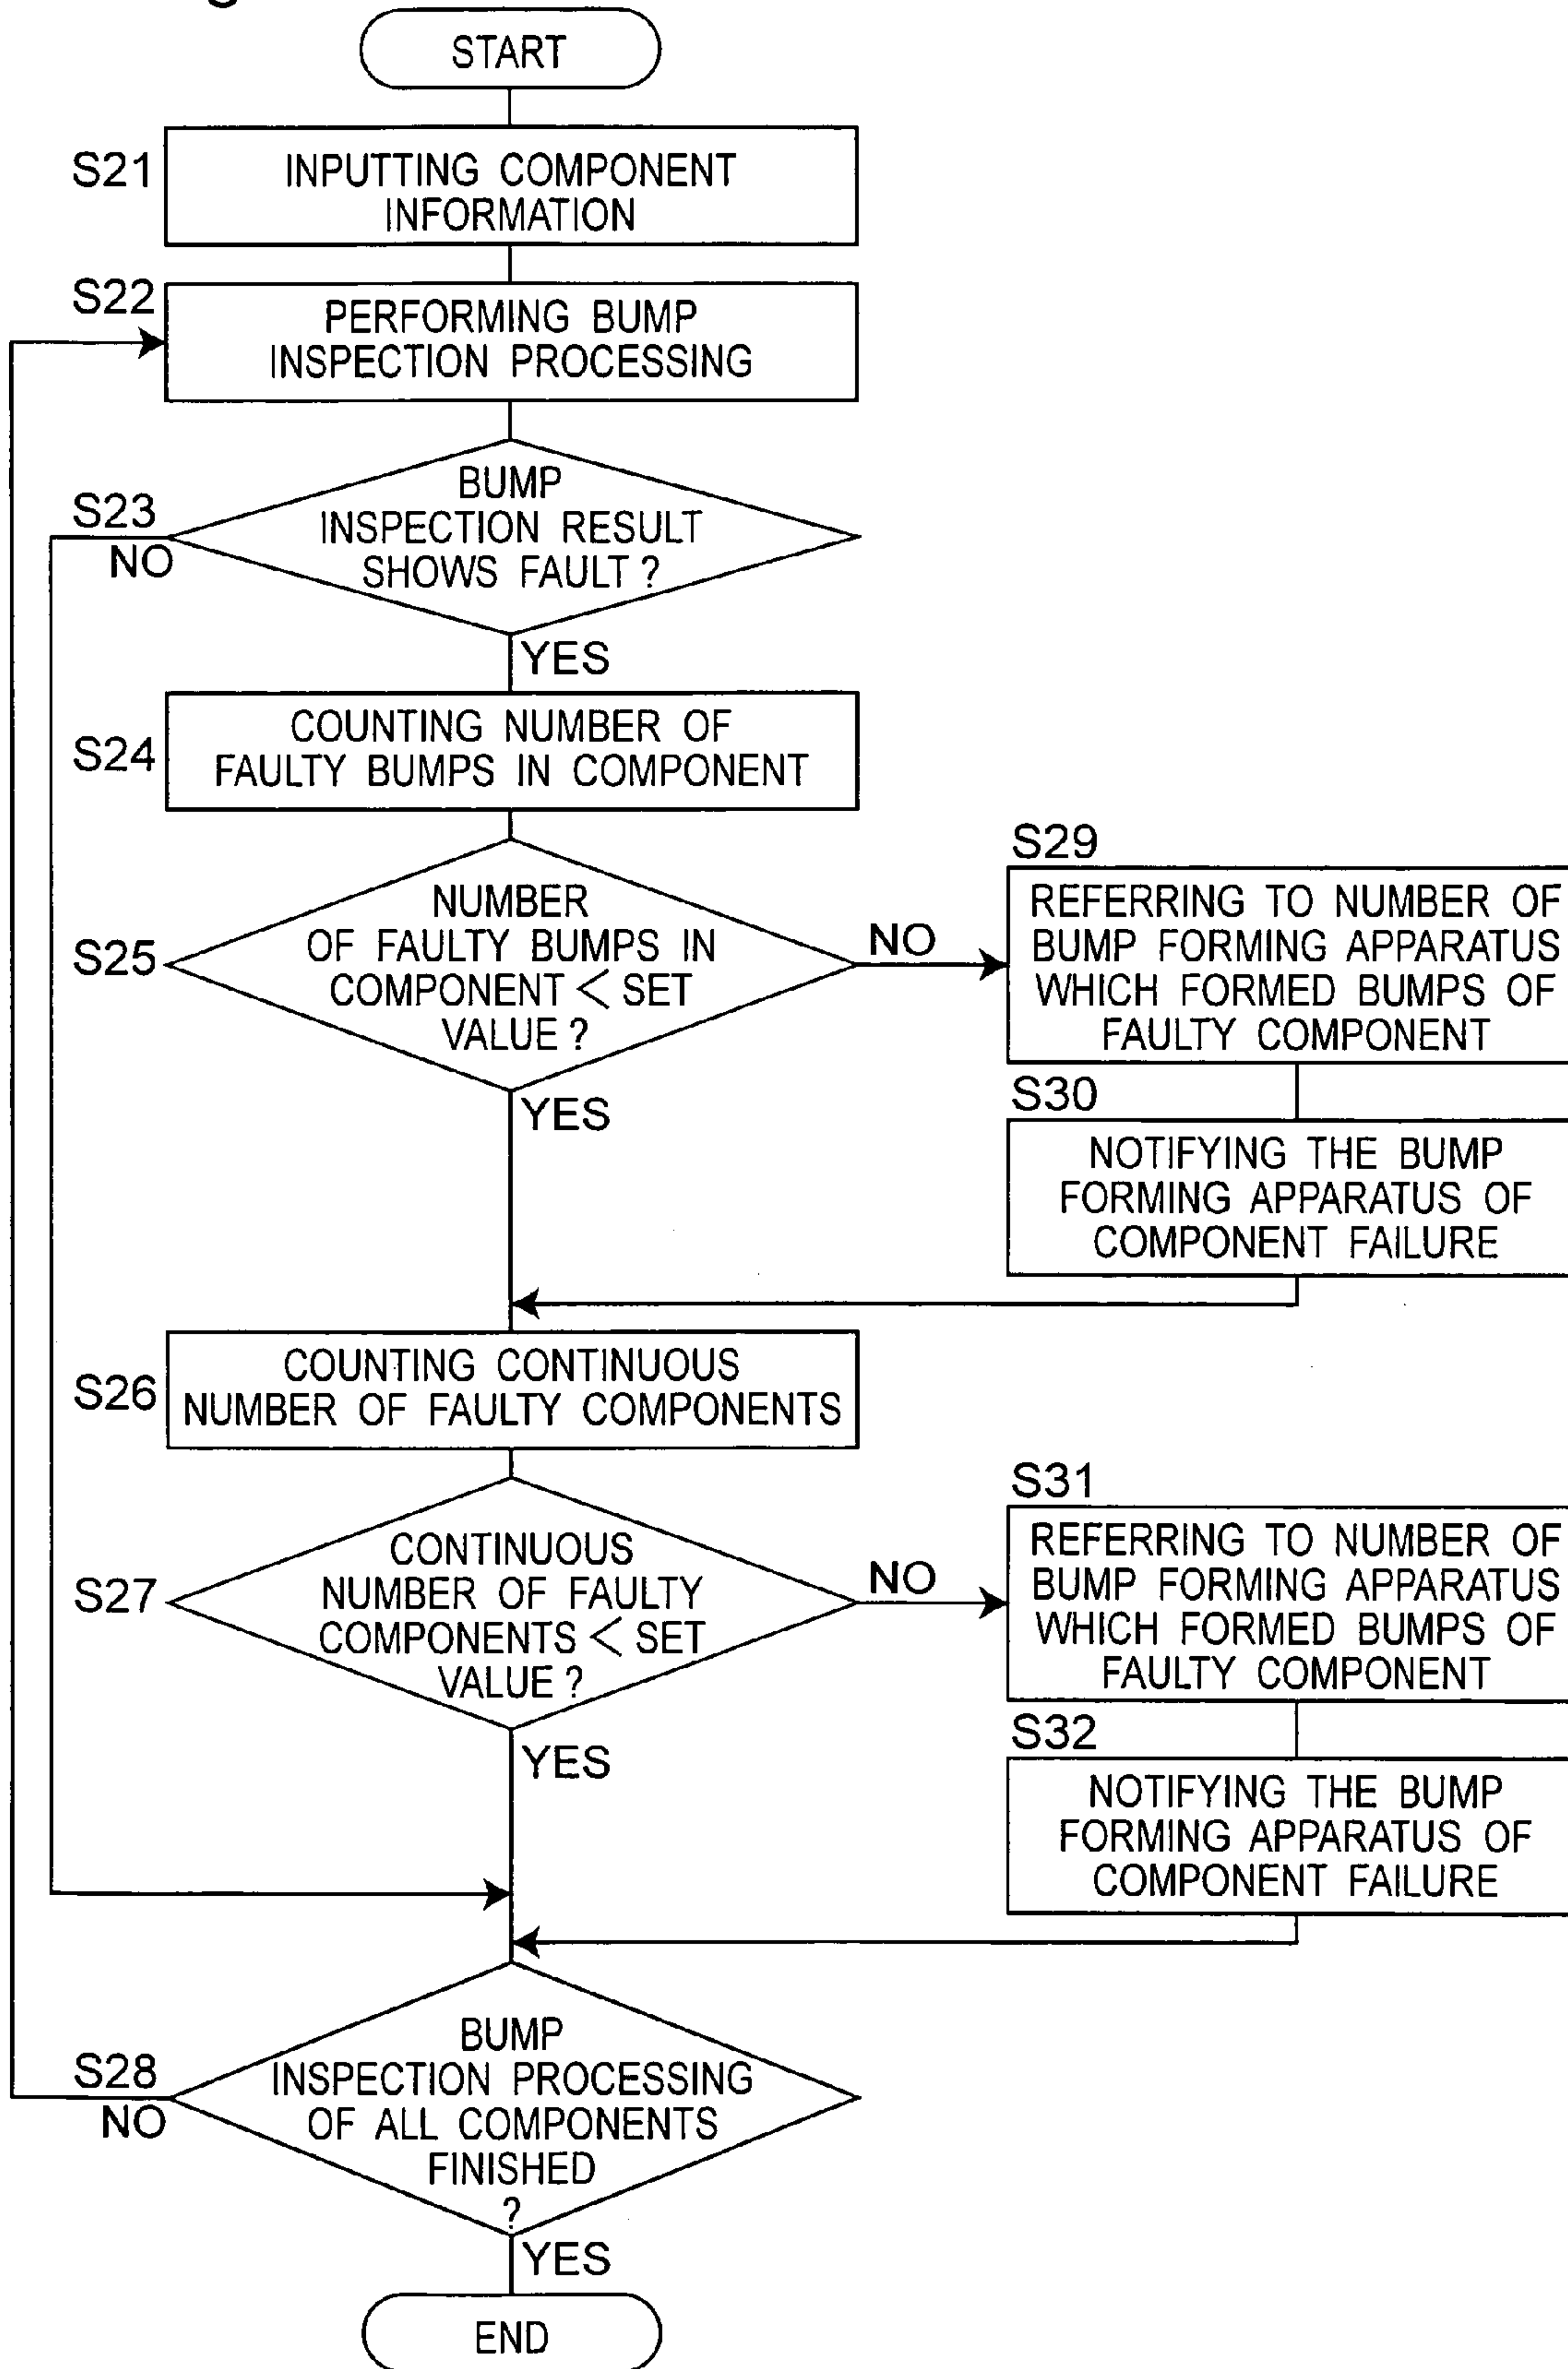 START
S21
INPUTTING COMPONENT
INFORMATION
S22
PERFORMING BUMP
INSPECTION PROCESSING
S23
NO
BUMP
INSPECTION RESULT
SHOWS FAULT ?
YES
S24
COUNTING NUMBER OF
FAULTY BUMPS IN COMPONENT
S25
NUMBER
OF FAULTY BUMPS IN
COMPONENT < SET
VALUE ?
NO
YES
S29
REFERRING TO NUMBER OF
BUMP FORMING APPARATUS
WHICH FORMED BUMPS OF
FAULTY COMPONENT
S30
NOTIFYING THE BUMP
FORMING APPARATUS OF
COMPONENT FAILURE
S26
COUNTING CONTINUOUS
NUMBER OF FAULTY COMPONENTS
S27
CONTINUOUS
NUMBER OF FAULTY
COMPONENTS < SET
VALUE ?
NO
YES
S31
REFERRING TO NUMBER OF
BUMP FORMING APPARATUS
WHICH FORMED BUMPS OF
FAULTY COMPONENT
S32
NOTIFYING THE BUMP
FORMING APPARATUS OF
COMPONENT FAILURE
S28
NO
BUMP
INSPECTION PROCESSING
OF ALL COMPONENTS
FINISHED
?
YES
END